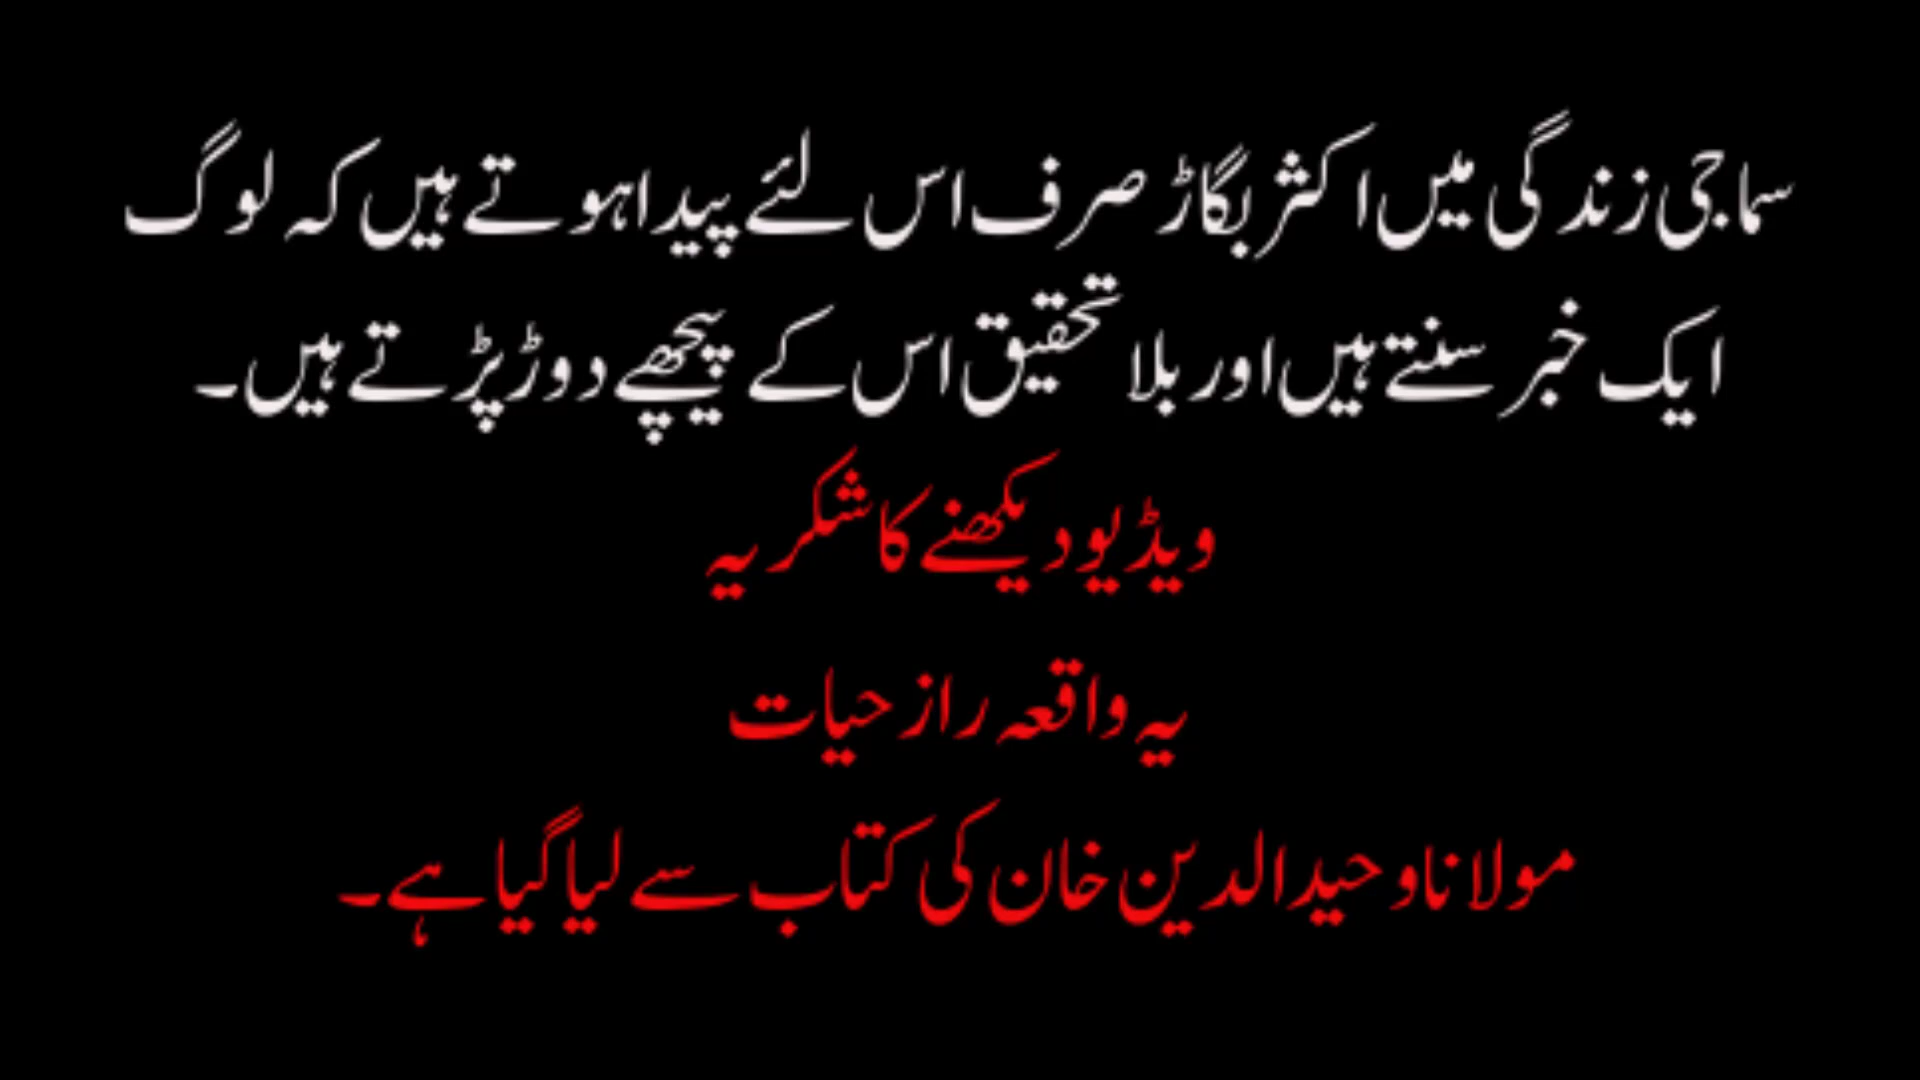 سماجی زندگی میں اکثر بگاڑ صرف اس لئے پیدا ہوتے ہیں کہ لوگ
ایک خبر سنتے ہیں اور بلا تحقیق اس کے پیچھے دوڑ پڑتے ہیں۔
ویڈیو دیکھنے کا شکریہ
یہ واقعہ راز حیات
مولانا وحید الدین خان کی کتاب سے لیا گیا ہے۔